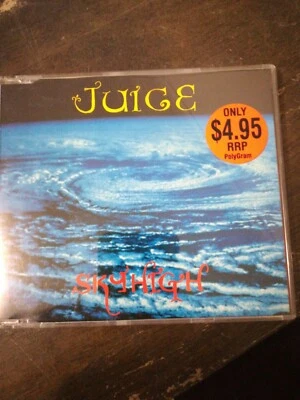 JUICE
ONLY
$4.95
RRP
PolyGram
SKYHIGH